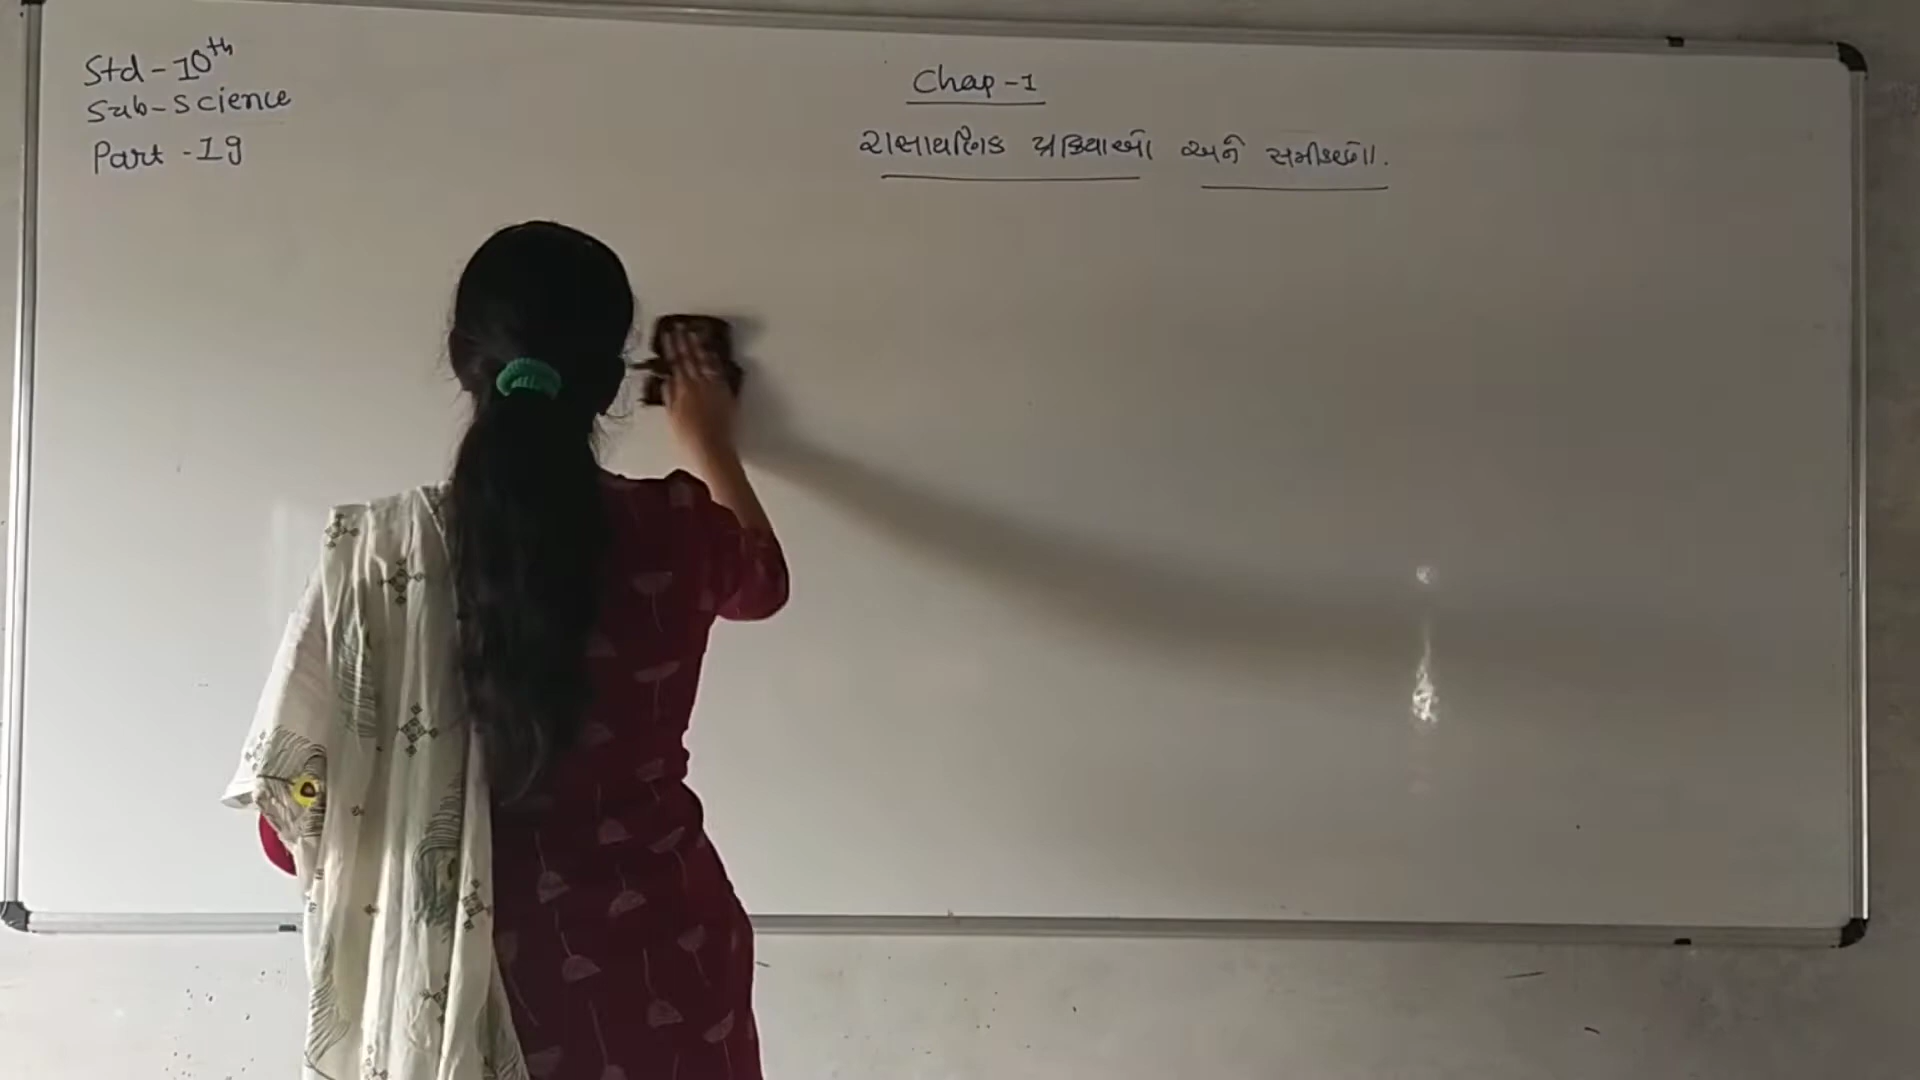 Std - 10th
Sub - Science
Part - 19
Chap - 1
રાસાયણિક પ્રક્રિયાઓ અને સમીકરણો.